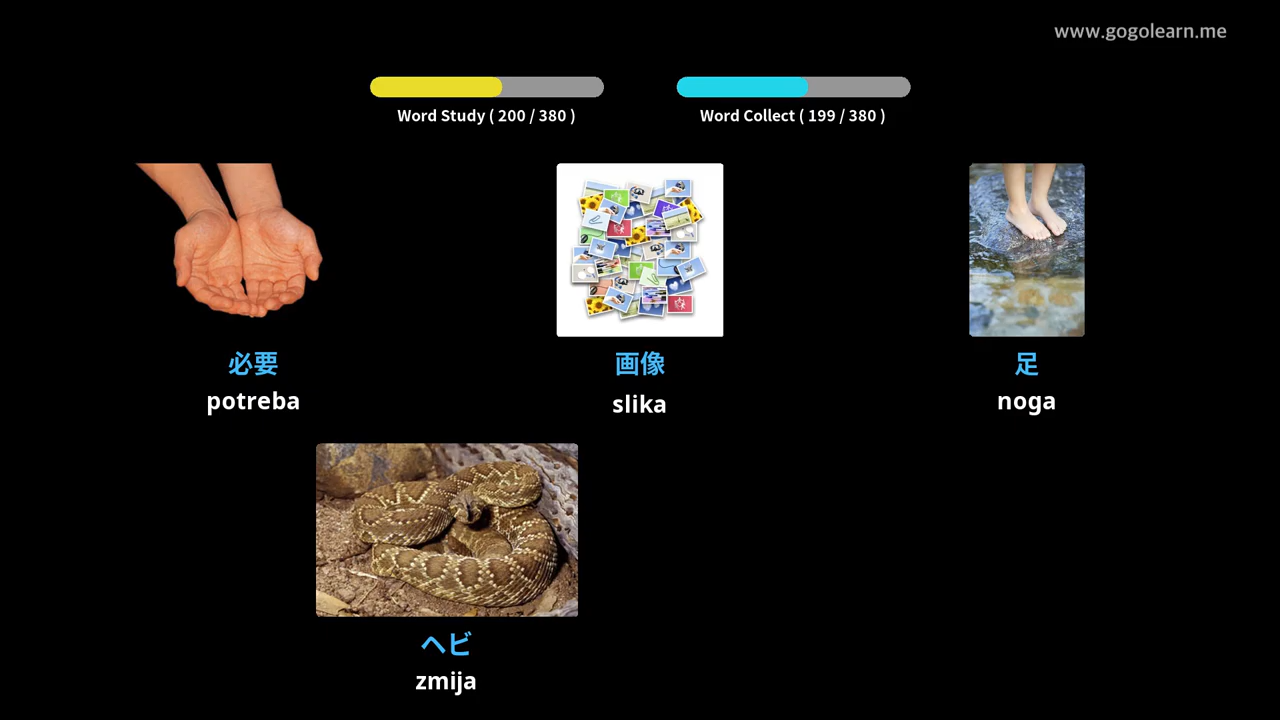 www.gogolearn.me
Word Study ( 200 / 380 )
Word Collect ( 199 / 380 )
必要
potreba
画像
slika
足
noga
ヘビ
zmija